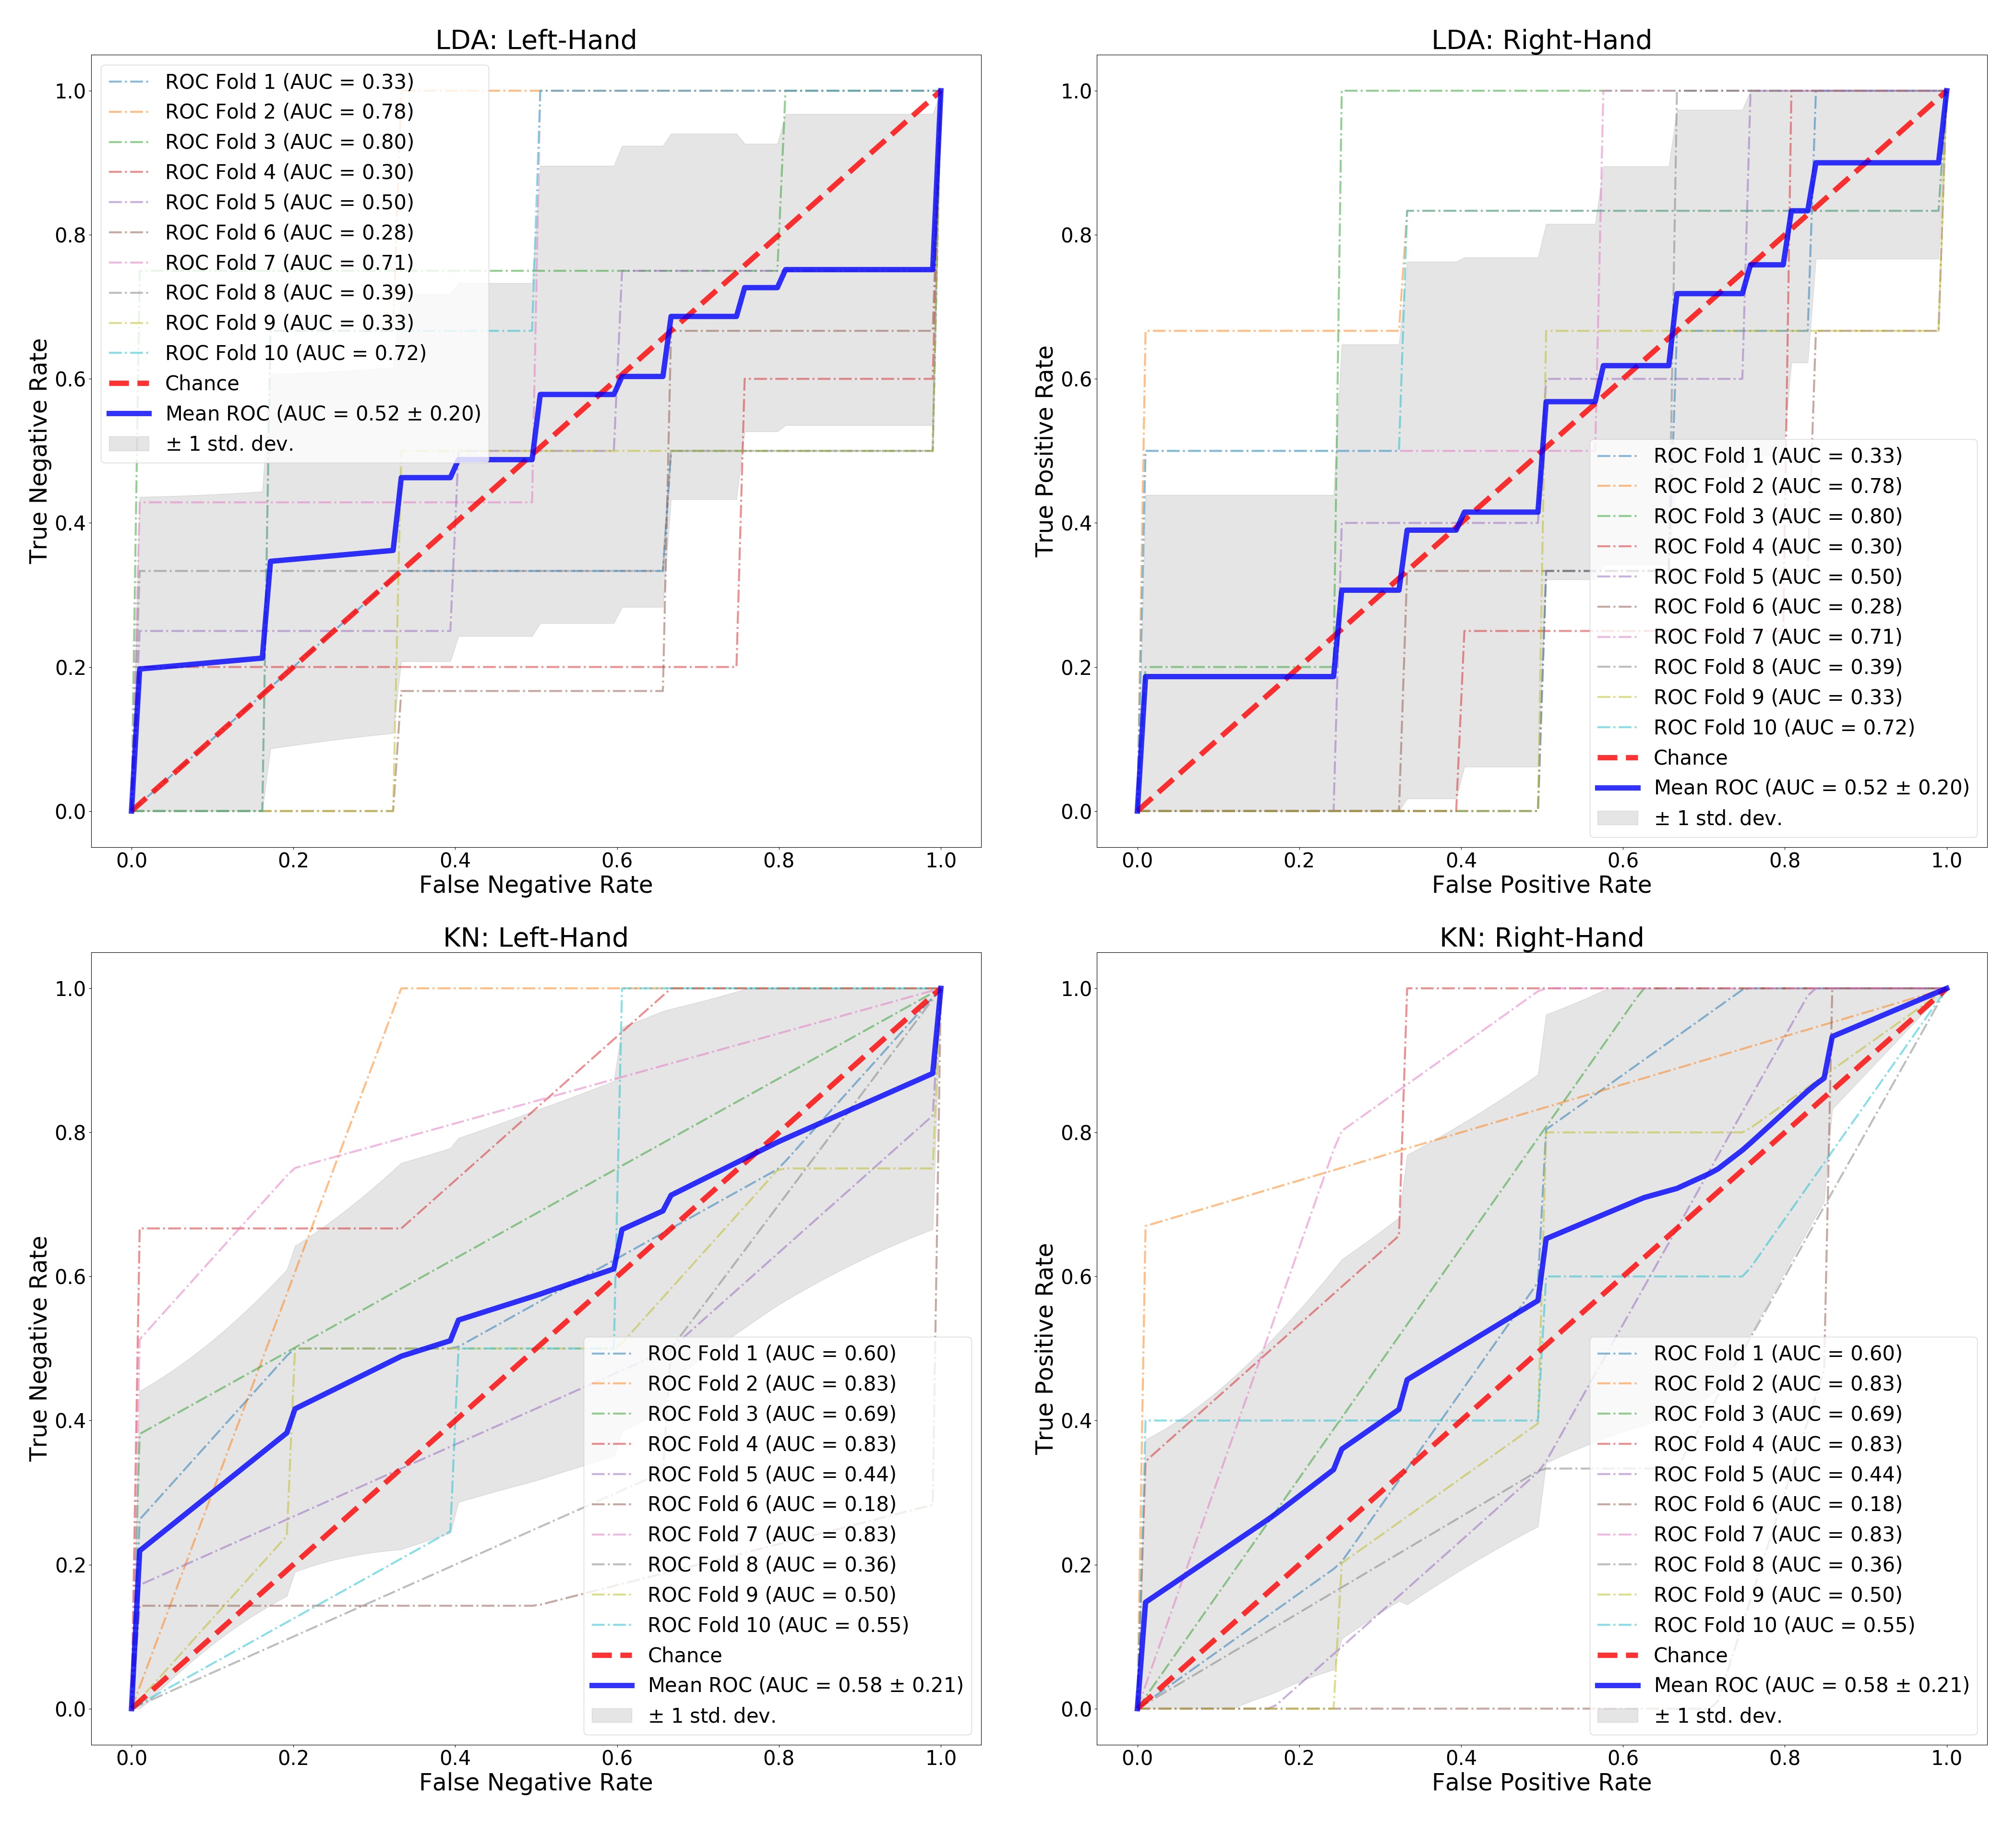 LDA: Left-Hand
True Negative Rate
1.0
0.8
0.6
0.4
0.2
0.0
ROC Fold 1 (AUC = 0.33)
ROC Fold 2 (AUC = 0.78)
ROC Fold 3 (AUC = 0.80)
ROC Fold 4 (AUC = 0.30)
ROC Fold 5 (AUC = 0.50)
ROC Fold 6 (AUC = 0.28)
ROC Fold 7 (AUC = 0.71)
ROC Fold 8 (AUC = 0.39)
ROC Fold 9 (AUC = 0.33)
ROC Fold 10 (AUC = 0.72)
Chance
Mean ROC (AUC = 0.52 ± 0.20)
± 1 std. dev.
0.0 0.2 0.4 0.6 0.8 1.0
False Negative Rate
LDA: Right-Hand
True Positive Rate
1.0
0.8
0.6
0.4
0.2
0.0
ROC Fold 1 (AUC = 0.33)
ROC Fold 2 (AUC = 0.78)
ROC Fold 3 (AUC = 0.80)
ROC Fold 4 (AUC = 0.30)
ROC Fold 5 (AUC = 0.50)
ROC Fold 6 (AUC = 0.28)
ROC Fold 7 (AUC = 0.71)
ROC Fold 8 (AUC = 0.39)
ROC Fold 9 (AUC = 0.33)
ROC Fold 10 (AUC = 0.72)
Chance
Mean ROC (AUC = 0.52 ± 0.20)
± 1 std. dev.
0.0 0.2 0.4 0.6 0.8 1.0
False Positive Rate
KN: Left-Hand
True Negative Rate
1.0
0.8
0.6
0.4
0.2
0.0
ROC Fold 1 (AUC = 0.60)
ROC Fold 2 (AUC = 0.83)
ROC Fold 3 (AUC = 0.69)
ROC Fold 4 (AUC = 0.83)
ROC Fold 5 (AUC = 0.44)
ROC Fold 6 (AUC = 0.18)
ROC Fold 7 (AUC = 0.83)
ROC Fold 8 (AUC = 0.36)
ROC Fold 9 (AUC = 0.50)
ROC Fold 10 (AUC = 0.55)
Chance
Mean ROC (AUC = 0.58 ± 0.21)
± 1 std. dev.
0.0 0.2 0.4 0.6 0.8 1.0
False Negative Rate
KN: Right-Hand
True Positive Rate
1.0
0.8
0.6
0.4
0.2
0.0
ROC Fold 1 (AUC = 0.60)
ROC Fold 2 (AUC = 0.83)
ROC Fold 3 (AUC = 0.69)
ROC Fold 4 (AUC = 0.83)
ROC Fold 5 (AUC = 0.44)
ROC Fold 6 (AUC = 0.18)
ROC Fold 7 (AUC = 0.83)
ROC Fold 8 (AUC = 0.36)
ROC Fold 9 (AUC = 0.50)
ROC Fold 10 (AUC = 0.55)
Chance
Mean ROC (AUC = 0.58 ± 0.21)
± 1 std. dev.
0.0 0.2 0.4 0.6 0.8 1.0
False Positive Rate